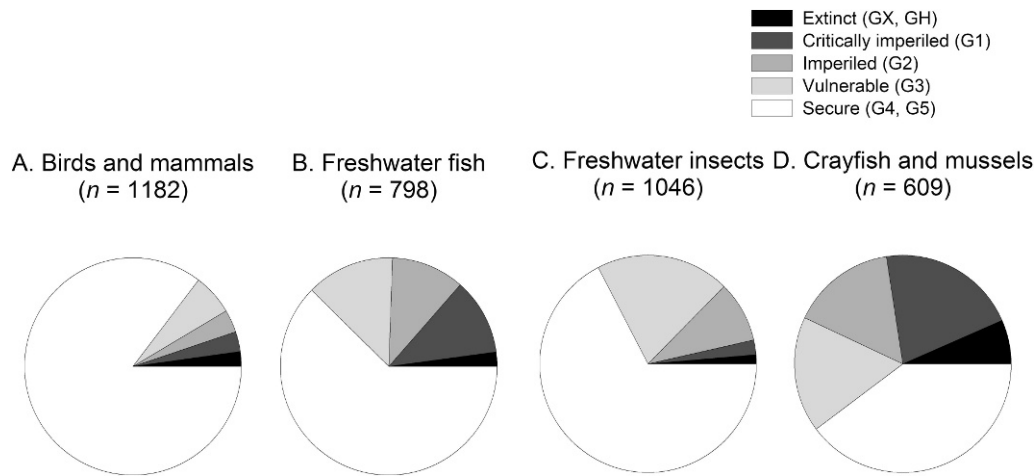 Extinct (GX, GH)
Critically imperiled (G1)
Imperiled (G2)
Vulnerable (G3)
Secure (G4, G5)
A. Birds and mammals
(n = 1182)
B. Freshwater fish
(n = 798)
C. Freshwater insects
(n = 1046)
D. Crayfish and mussels
(n = 609)